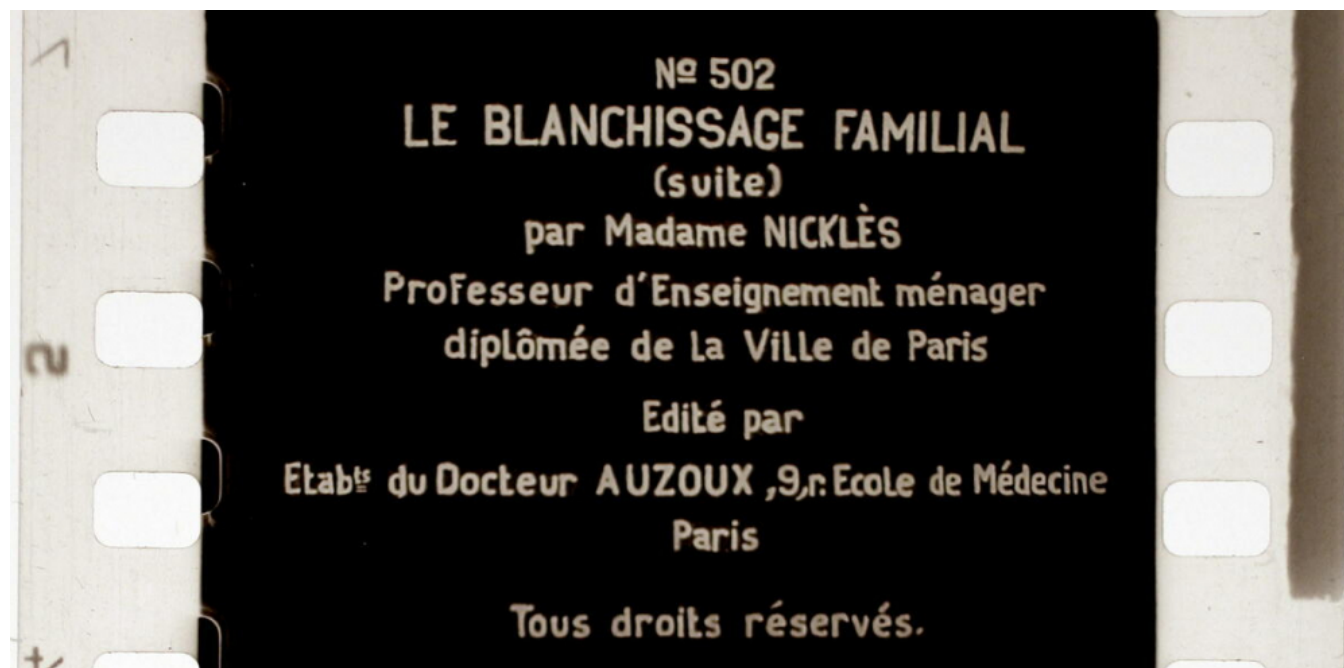 Nº 502
LE BLANCHISSAGE FAMILIAL
(suite)
par Madame NICKLÈS
Professeur d'Enseignement ménager
diplômée de la Ville de Paris
Edité par
Etabts du Docteur AUZOUX, 9, r. Ecole de Médecine
Paris
Tous droits réservés.
2